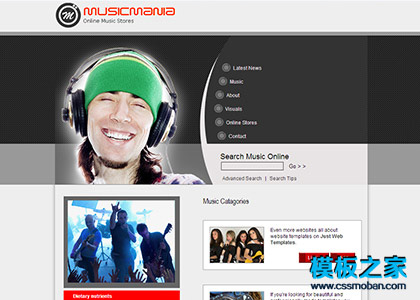 MUSICMANIA
Online Music Stores
Latest News
Music
About
Visuals
Online Stores
Contact
Search Music Online
Go > >
Advanced Search | Search Tips
Music Catagories
Even more websites all about
website templates on Just Web
Templates.
Dietary nutrients
If you're looking for beautiful and
模板之家
www.cssmoban.com